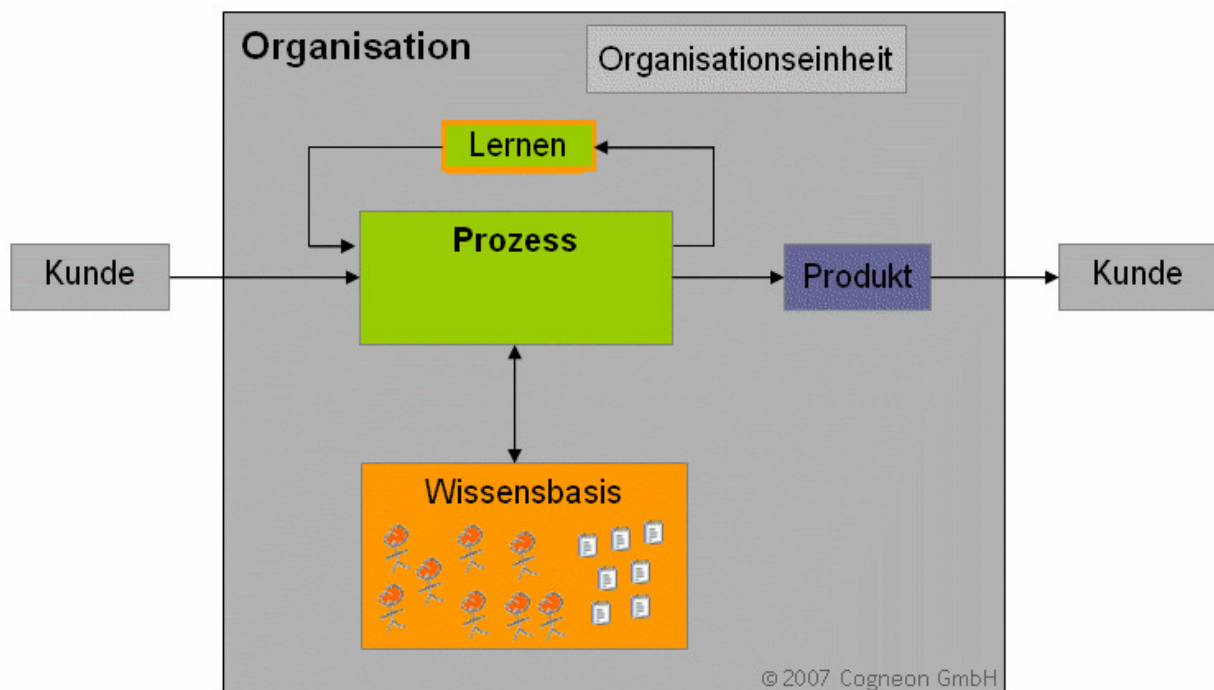 Organisation
Organisationseinheit
Lernen
Prozess
Kunde
Produkt
Kunde
Wissensbasis
© 2007 Cogneon GmbH